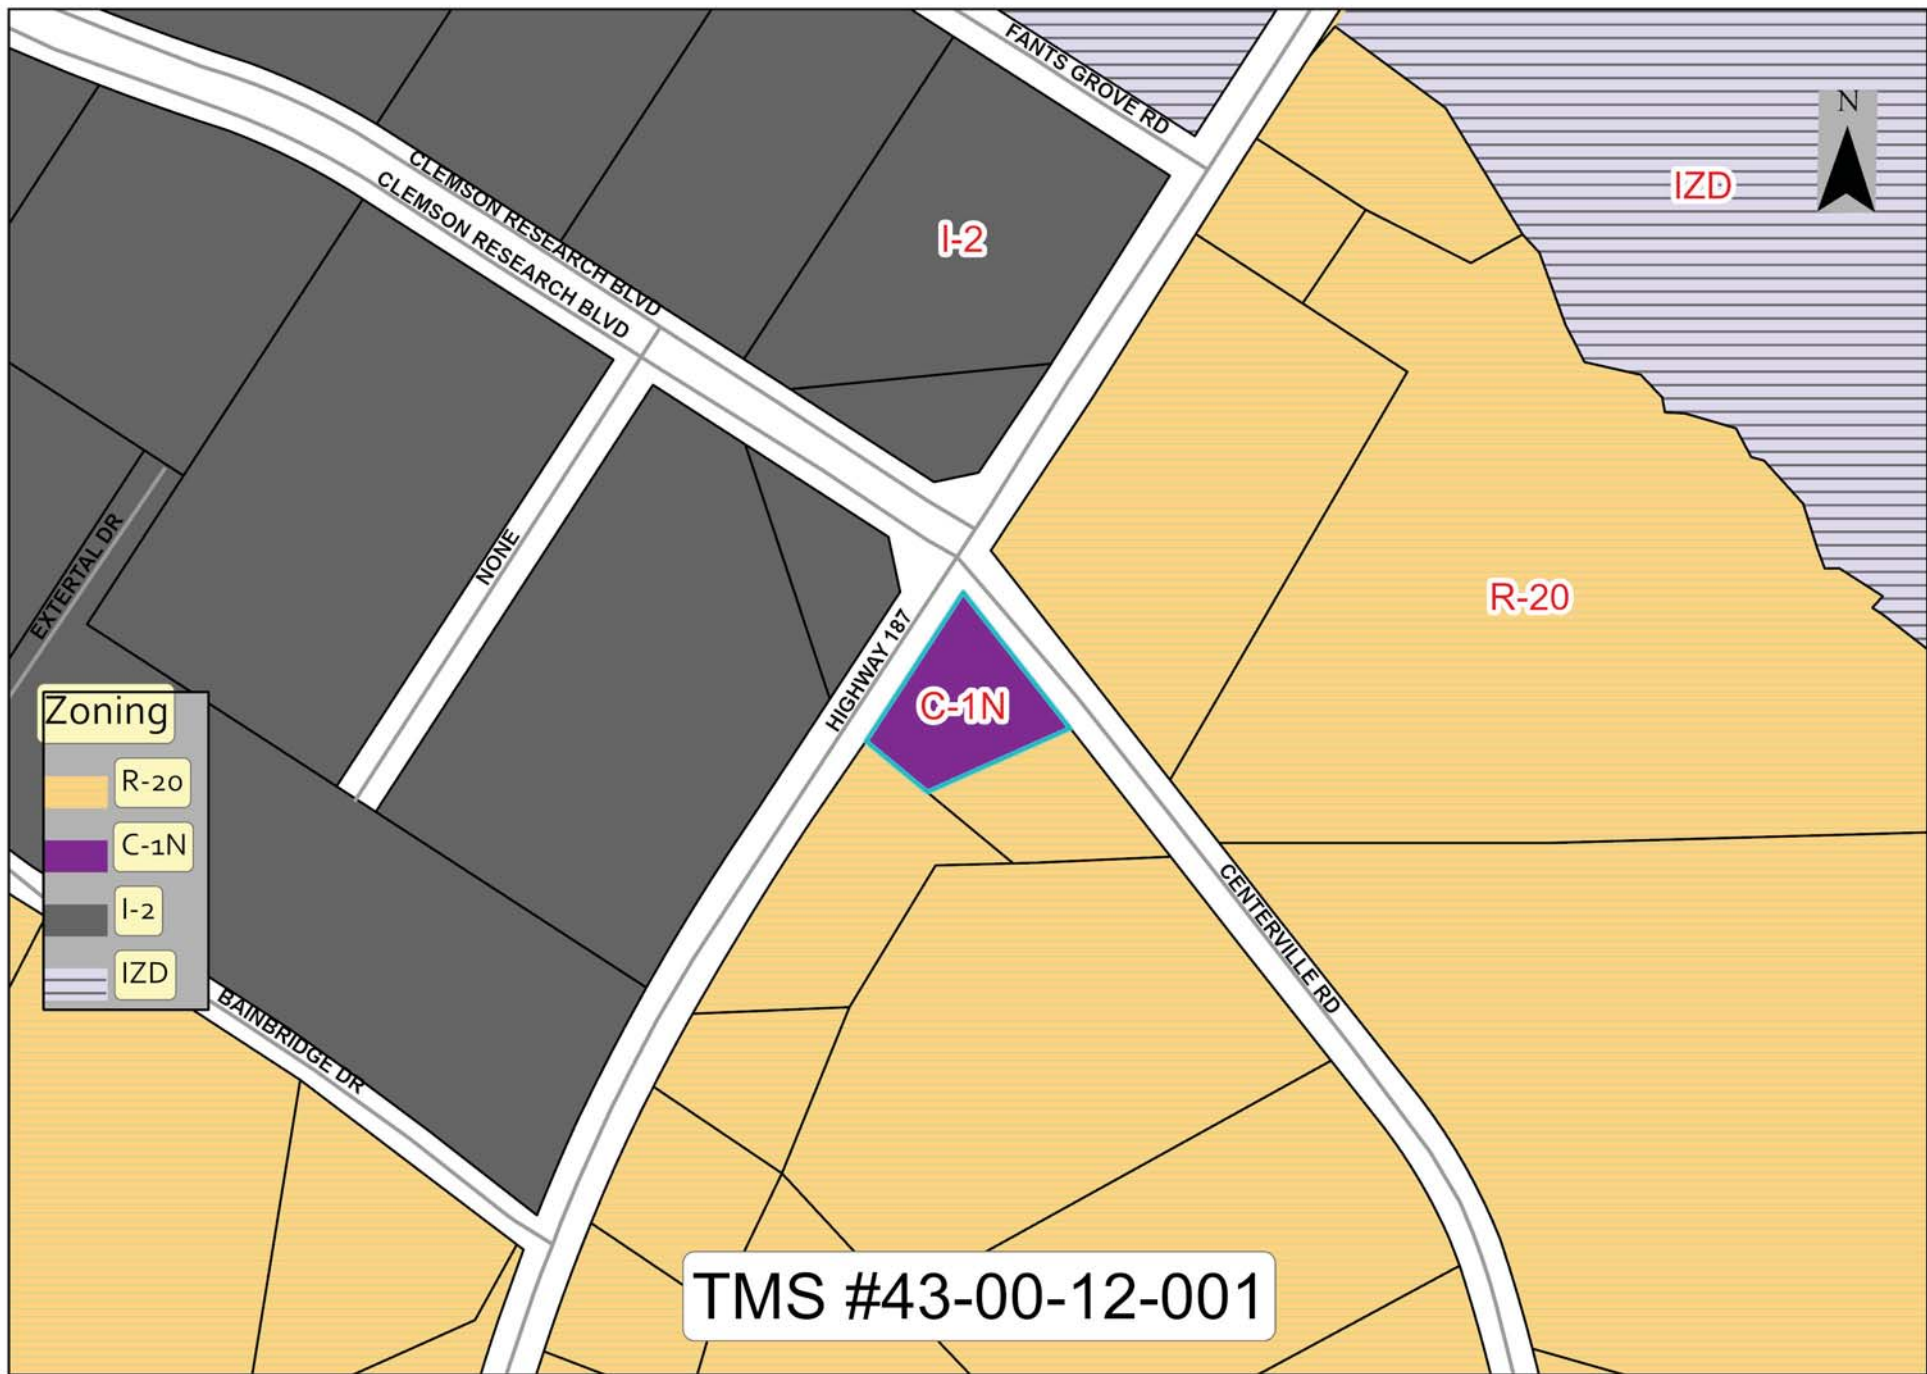 FANTS GROVE RD
N
IZD
CLEMSON RESEARCH BLVD
CLEMSON RESEARCH BLVD
I-2
EXTERTAL DR
NONE
R-20
HIGHWAY 187
C-1N
Zoning
R-20
C-1N
I-2
IZD
CENTERVILLE RD
BAINBRIDGE DR
TMS #43-00-12-001